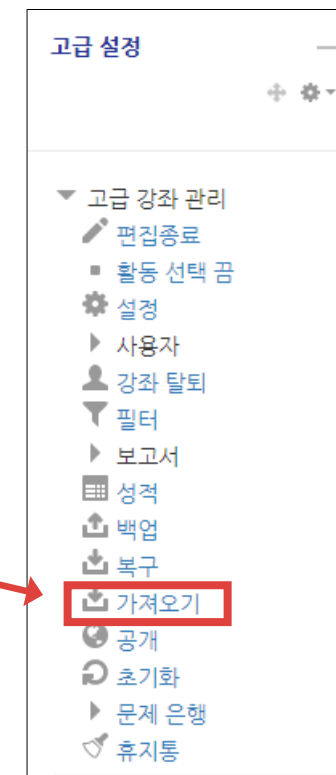 고급 설정
고급 강좌 관리
편집종료
활동 선택 끔
설정
사용자
강좌 탈퇴
필터
보고서
성적
백업
복구
가져오기
공개
초기화
문제 은행
휴지통